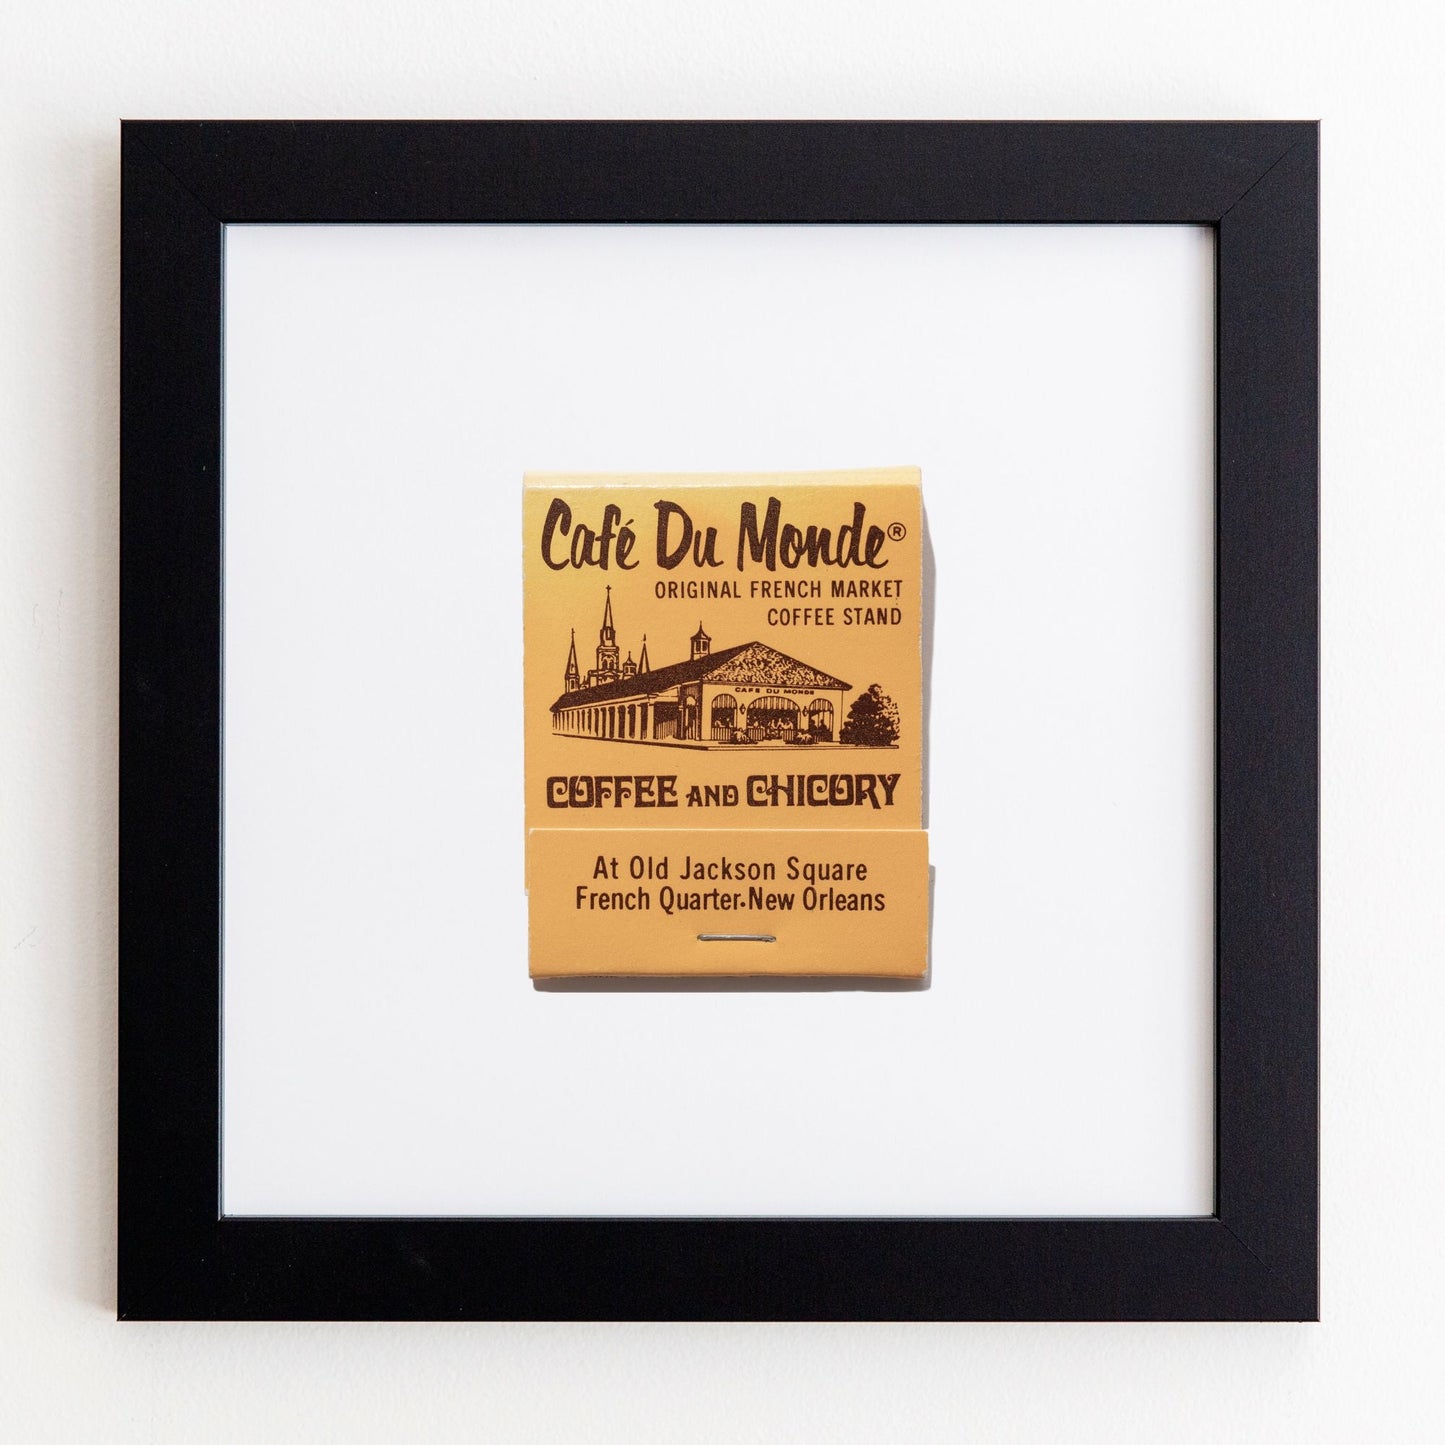 Café Du Monde®
ORIGINAL FRENCH MARKET
COFFEE STAND
CAFE DU MONDE
COFFEE AND CHICORY
At Old Jackson Square
French Quarter•New Orleans